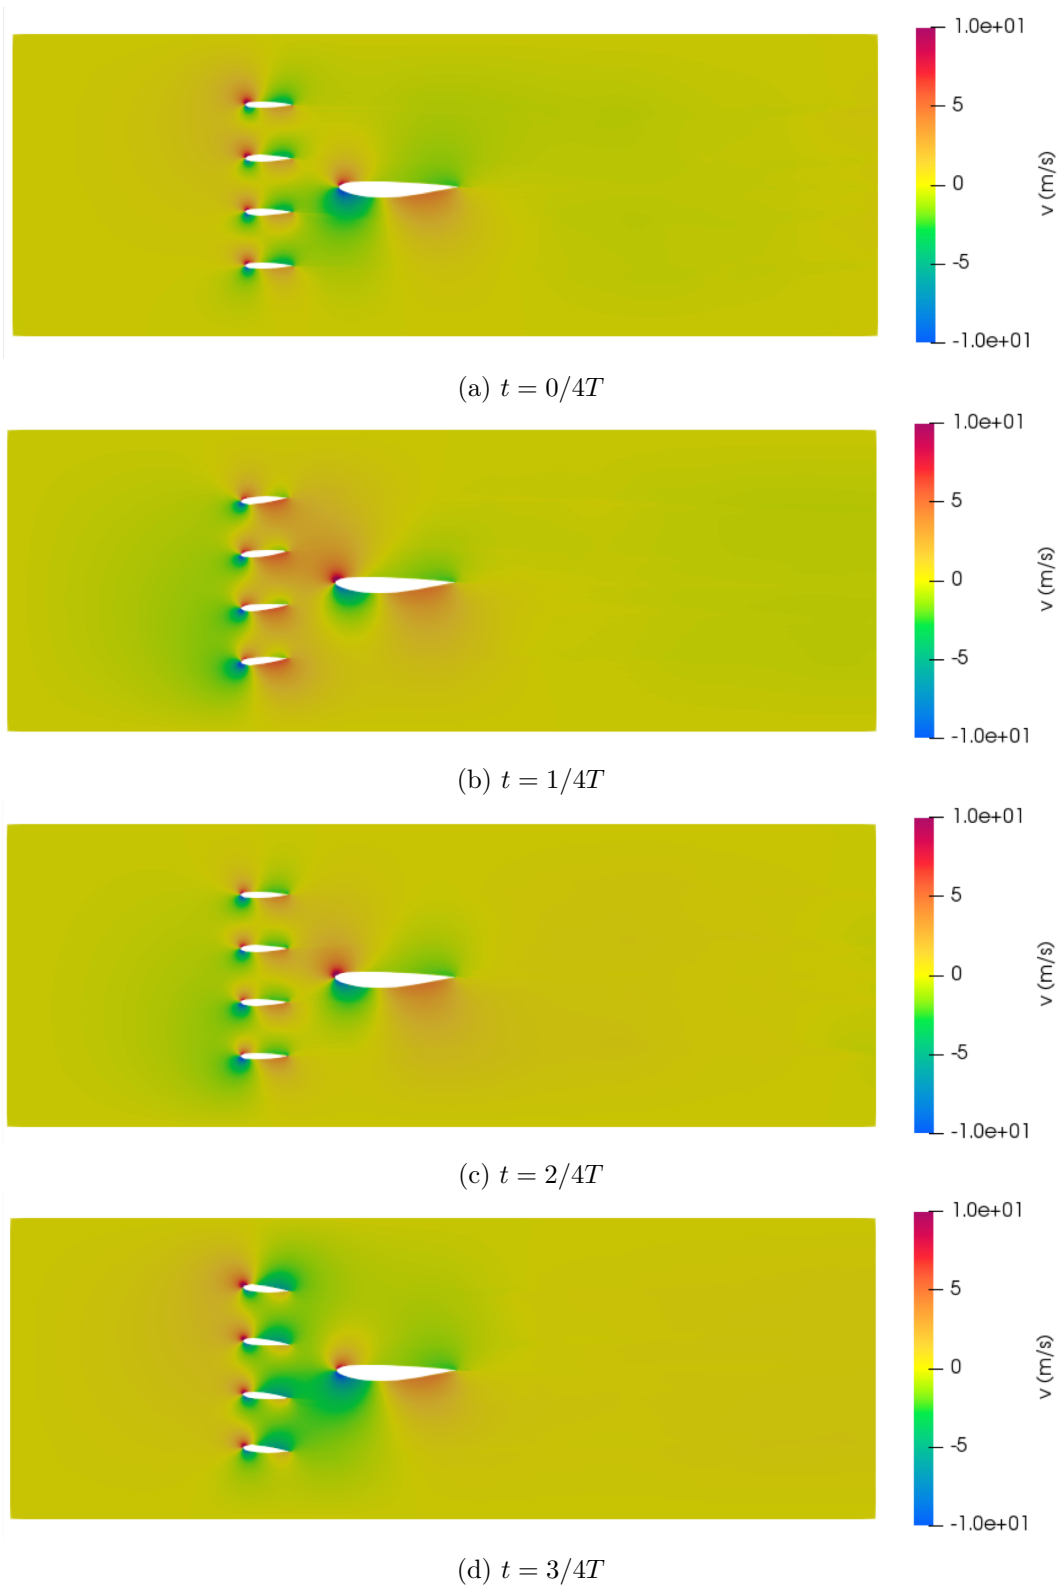 1.0e+01
5
0
-5
-1.0e+01
v (m/s)
(a) t = 0/4T
1.0e+01
5
0
-5
-1.0e+01
v (m/s)
(b) t = 1/4T
1.0e+01
5
0
-5
-1.0e+01
v (m/s)
(c) t = 2/4T
1.0e+01
5
0
-5
-1.0e+01
v (m/s)
(d) t = 3/4T